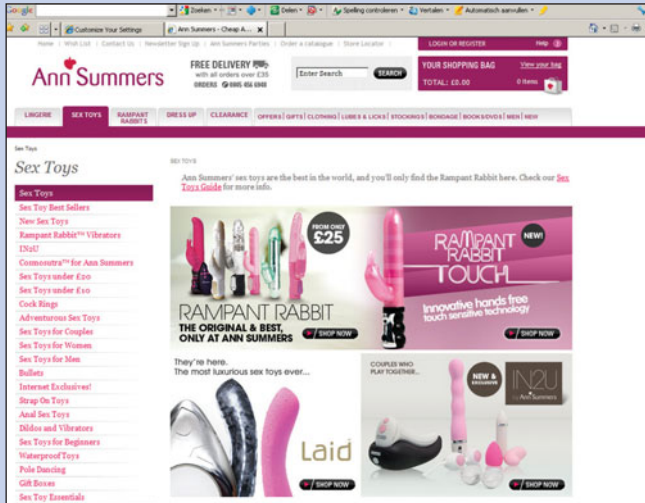 Google
Zoeken
Delen
Spelling controleren
Vertalen
Automatisch aanvullen
Customize Your Settings
Ann Summers - Cheap A...
Home | Wish List | Contact Us | Newsletter Sign Up | Ann Summers Parties | Order a catalogue | Store Locator |
LOGIN OR REGISTER
Help
Ann Summers
FREE DELIVERY
with all orders over £35
ORDERS 0905 456 6948
Enter Search
SEARCH
YOUR SHOPPING BAG
View your bag
TOTAL: £0.00
0 Items
LINGERIE
SEX TOYS
RAMPANT RABBITS
DRESS UP
CLEARANCE
OFFERS | GIFTS | CLOTHING | LUBES & LICKS | STOCKINGS | BONDAGE | BOOKS/DVDS | MEN | NEW
Sex Toys
Sex Toys
Sex Toys
Sex Toy Best Sellers
New Sex Toys
Rampant Rabbit™ Vibrators
IN2U
Cosmosutra™ for Ann Summers
Sex Toys under £20
Sex Toys under £10
Cock Rings
Adventurous Sex Toys
Sex Toys for Couples
Sex Toys for Women
Sex Toys for Men
Bullets
Internet Exclusives!
Strap On Toys
Anal Sex Toys
Dildos and Vibrators
Sex Toys for Beginners
Waterproof Toys
Pole Dancing
Gift Boxes
Sex Toy Essentials
SEX TOYS
Ann Summers' sex toys are the best in the world, and you'll only find the Rampant Rabbit here. Check our Sex
Toys Guide for more info.
FROM ONLY
£25
RAMPANT RABBIT
THE ORIGINAL & BEST,
ONLY AT ANN SUMMERS
SHOP NOW
RAMPANT
RABBIT
TOUCH
NEW!
Innovative hands free
touch sensitive technology
SHOP NOW
They're here.
The most luxurious sex toys ever...
Laid
SHOP NOW
COUPLES WHO
PLAY TOGETHER...
NEW &
EXCLUSIVE
IN2U
by Ann Summers
SHOP NOW